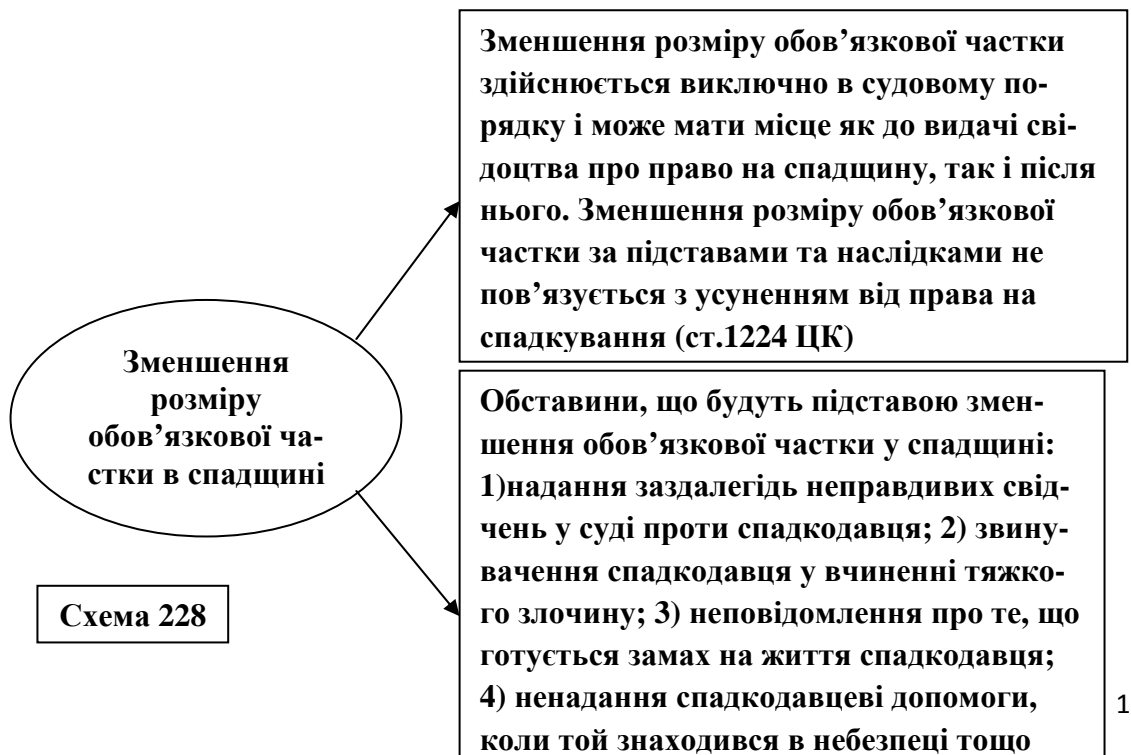 Зменшення розміру обов’язкової частки
здійснюється виключно в судовому по-
рядку і може мати місце як до видачі сві-
доцтва про право на спадщину, так і після
нього. Зменшення розміру обов’язкової
частки за підставами та наслідками не
пов’язується з усуненням від права на
спадкування (ст.1224 ЦК)
Зменшення
розміру
обов’язкової ча-
стки в спадщині
Обставини, що будуть підставою змен-
шення обов’язкової частки у спадщині:
1)надання заздалегідь неправдивих свід-
чень у суді проти спадкодавця; 2) звину-
вачення спадкодавця у вчиненні тяжко-
го злочину; 3) неповідомлення про те, що
готується замах на життя спадкодавця;
4) ненадання спадкодавцеві допомоги,
коли той знаходився в небезпеці тощо
Схема 228
1